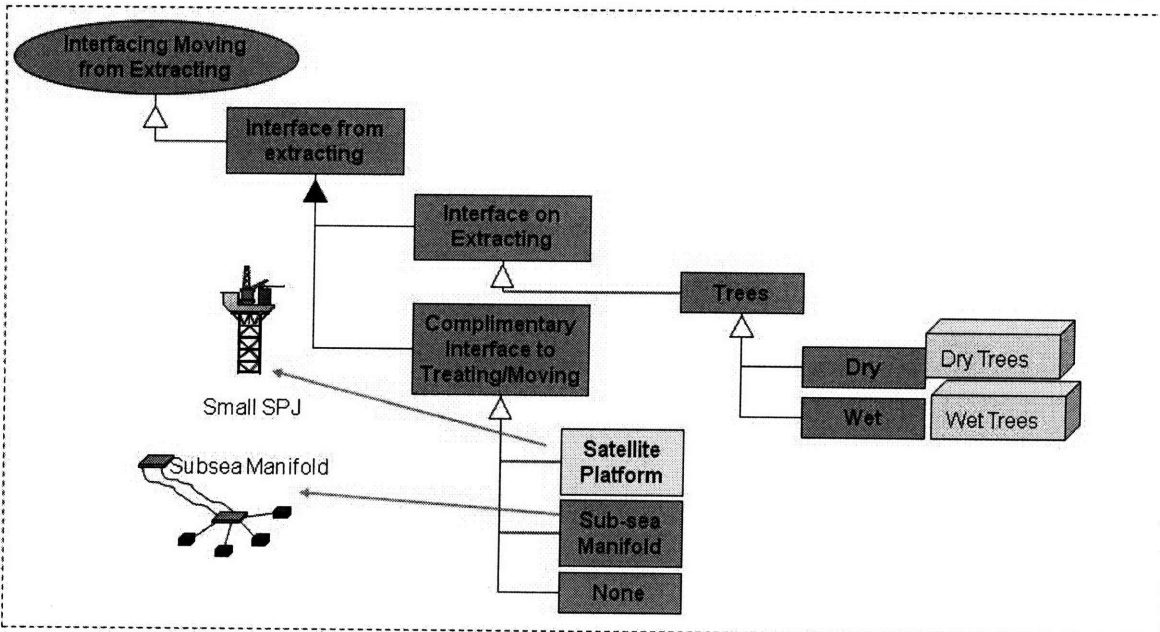 Interfacing Moving
from Extracting
Interface from
extracting
Interface on
Extracting
Trees
Complimentary
Interface to
Treating/Moving
Dry
Dry Trees
Wet
Wet Trees
Small SPJ
Satellite
Platform
Subsea Manifold
Sub-sea
Manifold
None